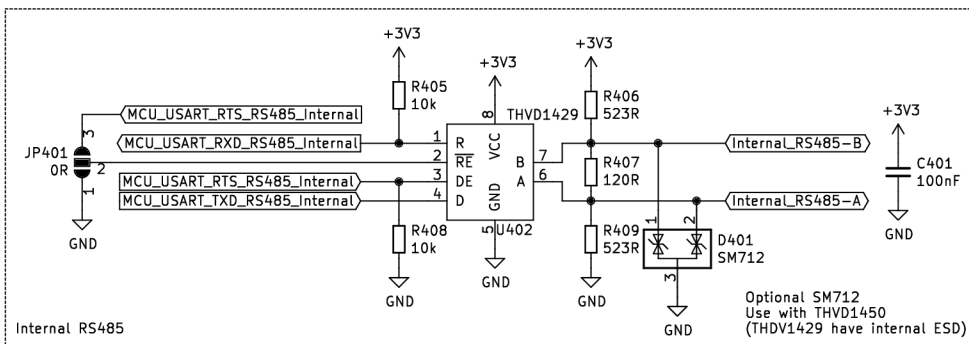 +3V3
R405
10k
MCU_USART_RTS_RS485_Internal
MCU_USART_RXD_RS485_Internal
JP401
0R
3
2
1
GND
MCU_USART_RTS_RS485_Internal
MCU_USART_TXD_RS485_Internal
R408
10k
GND
+3V3
8
THVD1429
1
2
3
4
R
RE
DE
D
VCC
GND
B
A
7
6
5
U402
GND
+3V3
R406
523R
R407
120R
R409
523R
GND
Internal_RS485-B
Internal_RS485-A
1
2
3
D401
SM712
GND
+3V3
C401
100nF
GND
Optional SM712
Use with THVD1450
(THDV1429 have internal ESD)
Internal RS485